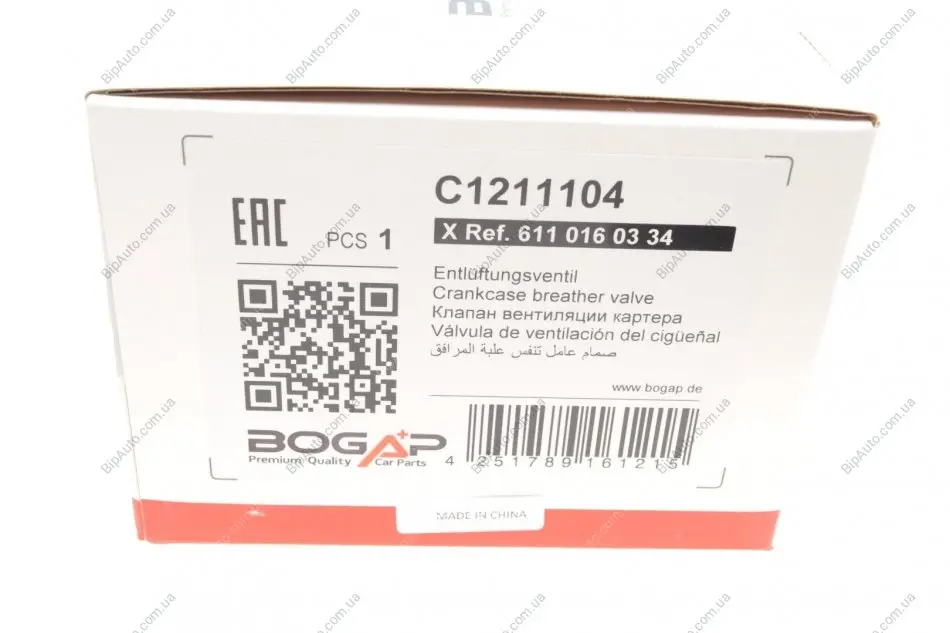 EAC
PCS 1
C1211104
X Ref. 611 016 03 34
Entlüftungsventil
Crankcase breather valve
Клапан вентиляции картера
Válvula de ventilación del cigüeñal
صمام عامل تنفس علبة المرافق
www.bogap.de
BOGAP
Premium Quality Car Parts
4 251789 161215
MADE IN CHINA
BipAuto.com.ua